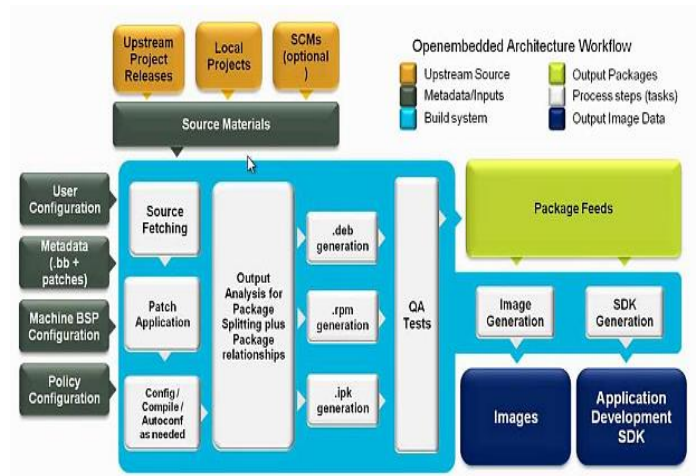 Upstream
Project
Releases
Local
Projects
SCMs
(optional
)
Openembedded Architecture Workflow
Upstream Source
Output Packages
Metadata/Inputs
Process steps (tasks)
Build system
Output Image Data
Source Materials
User
Configuration
Metadata
(.bb +
patches)
Machine BSP
Configuration
Policy
Configuration
Source
Fetching
Patch
Application
Config /
Compile /
Autoconf
as needed
Output
Analysis for
Package
Splitting plus
Package
relationships
.deb
generation
.rpm
generation
.ipk
generation
QA
Tests
Package Feeds
Image
Generation
SDK
Generation
Images
Application
Development
SDK